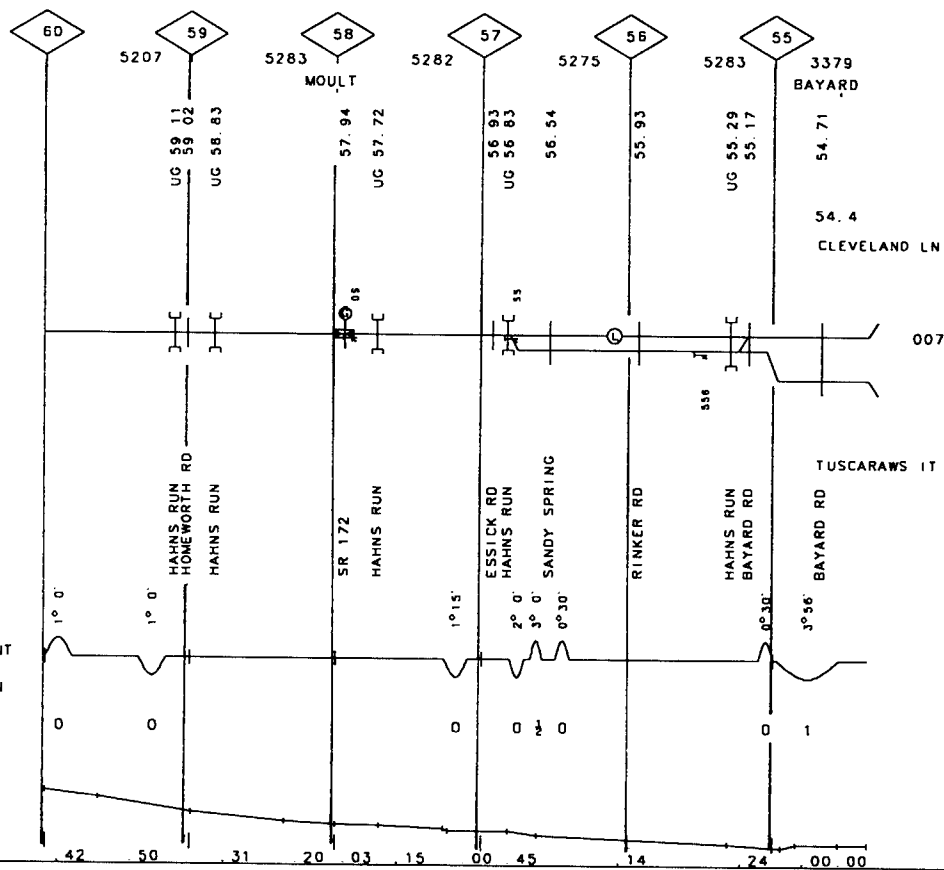 60 59 58 57 56 55
5207 5283 5282 5275 5283 3379
MOULT BAYARD
UG 59 11
59 02
UG 58.83
57.94
UG 57.72
56 93
UG 56 83
56.54
55.93
UG 55.29
55.17
54.71
54.4
CLEVELAND LN
DS
SS
G
L
007
SS6
TUSCARAWS IT
HAHNS RUN
HOMEWORTH RD
HAHNS RUN
SR 172
HAHNS RUN
ESSICK RD
HAHNS RUN
SANDY SPRING
RINKER RD
HAHNS RUN
BAYARD RD
BAYARD RD
1° 0' 1° 0' 1° 15' 2° 0' 3° 0' 0° 30' 0° 30' 3° 56'
NT
N
0 0 0 0 ½ 0 0 1
.42 .50 .31 .20 .03 .15 .00 .45 .14 .24 .00 .00